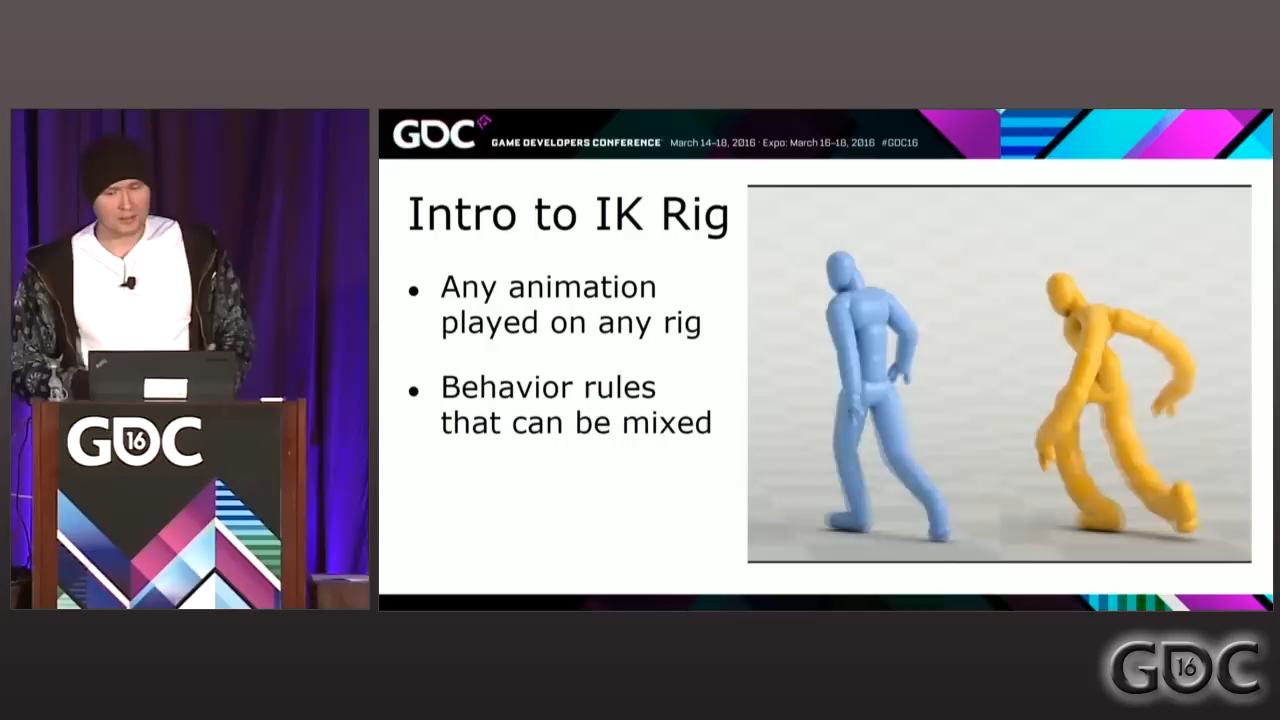 GDC
GAME DEVELOPERS CONFERENCE March 14–18, 2016 · Expo: March 16–18, 2016 #GDC16
Intro to IK Rig
• Any animation
played on any rig
• Behavior rules
that can be mixed
GDC
16
GDC
16